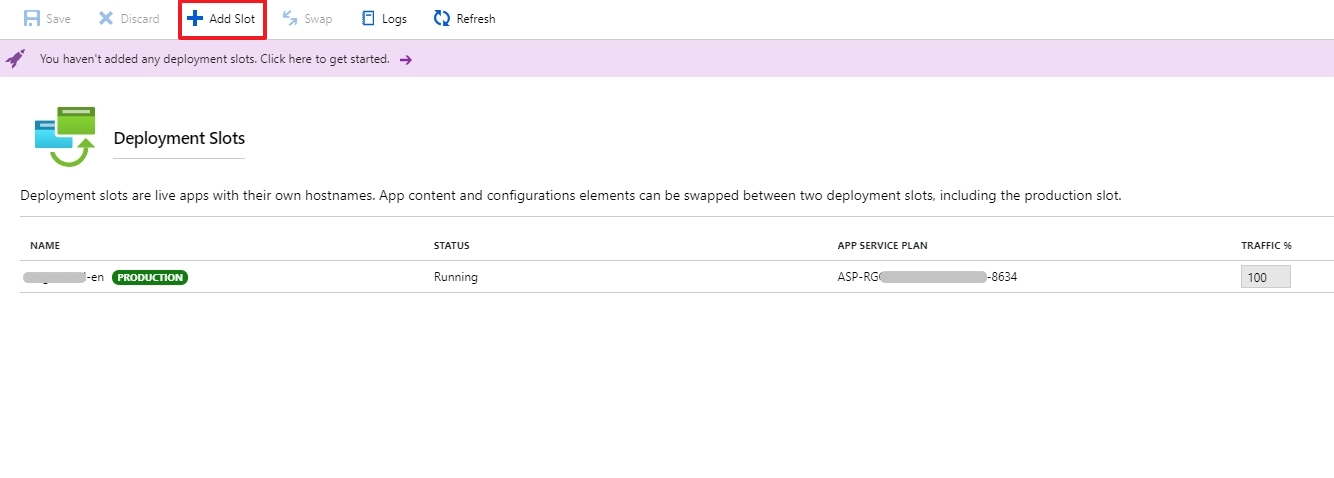 Save Discard Add Slot Swap Logs Refresh
You haven't added any deployment slots. Click here to get started.
Deployment Slots
Deployment slots are live apps with their own hostnames. App content and configurations elements can be swapped between two deployment slots, including the production slot.
NAME STATUS APP SERVICE PLAN TRAFFIC %
-en PRODUCTION Running ASP-RG -8634 100